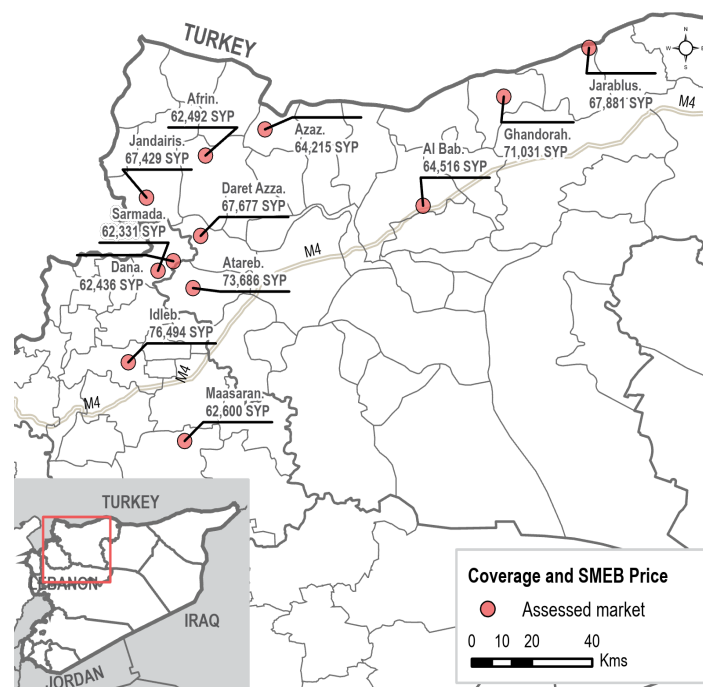 TURKEY
N
W
E
S
Jarablus.
67,881 SYP
M4
Afrin.
62,492 SYP
Azaz.
64,215 SYP
Ghandorah.
71,031 SYP
Jandairis.
67,429 SYP
Al Bab.
64,516 SYP
Daret Azza.
67,677 SYP
Sarmada.
62,331 SYP
M4
Dana.
62,436 SYP
Atareb.
73,686 SYP
Idleb.
76,494 SYP
M4
M4
Maasaran.
62,600 SYP
TURKEY
LEBANON
IRAQ
JORDAN
Coverage and SMEB Price
Assessed market
0 10 20 40
Kms